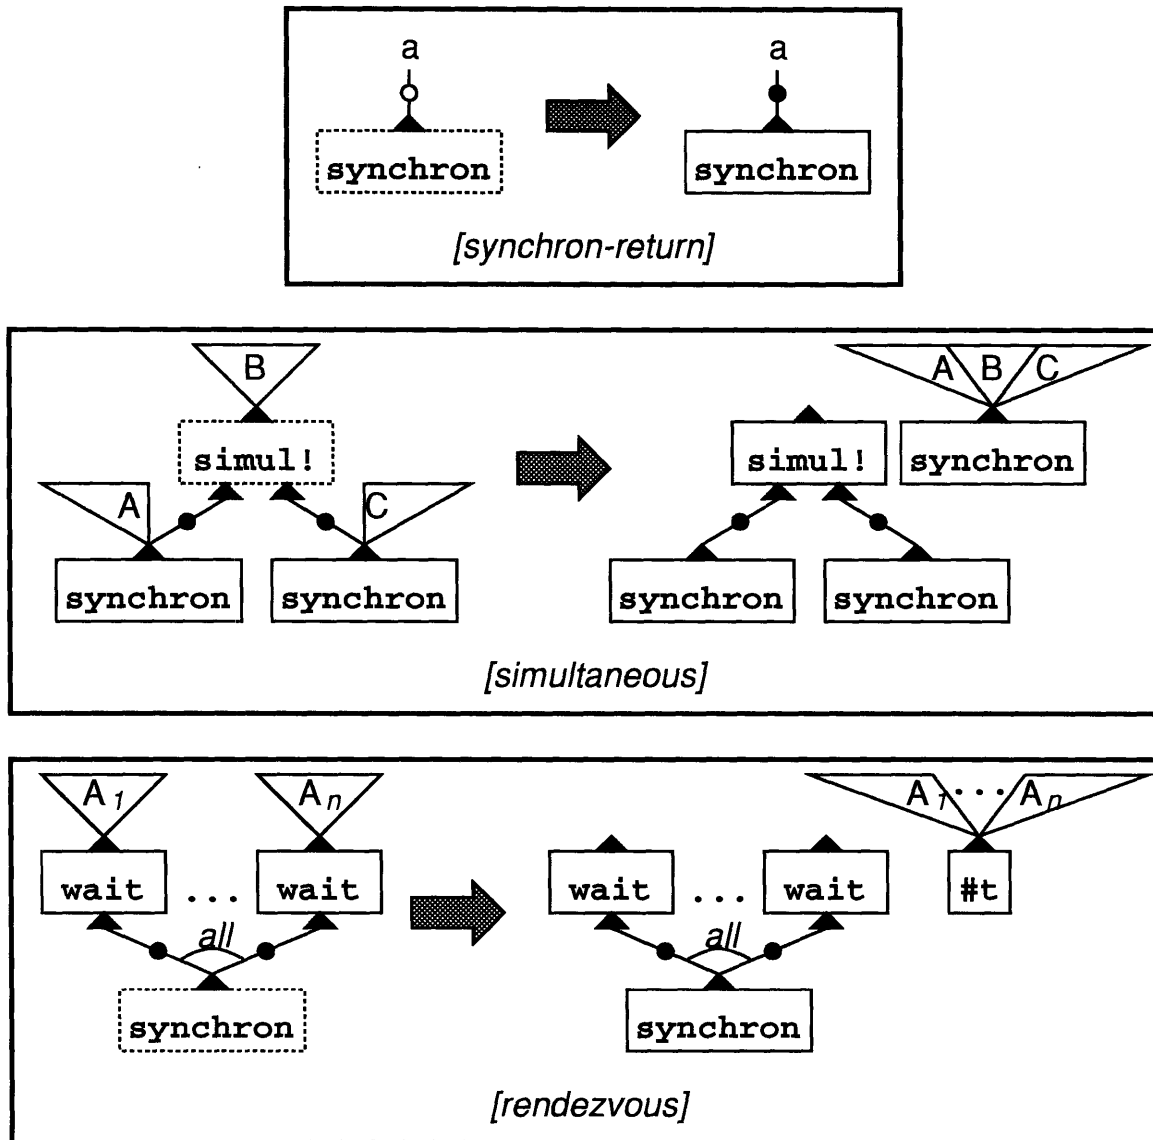 a a
synchron synchron
[synchron-return]
B A B C
simul! simul! synchron
A C
synchron synchron synchron synchron
[simultaneous]
A1 An A1 ... An
wait ... wait wait ... wait #t
all all
synchron synchron
[rendezvous]